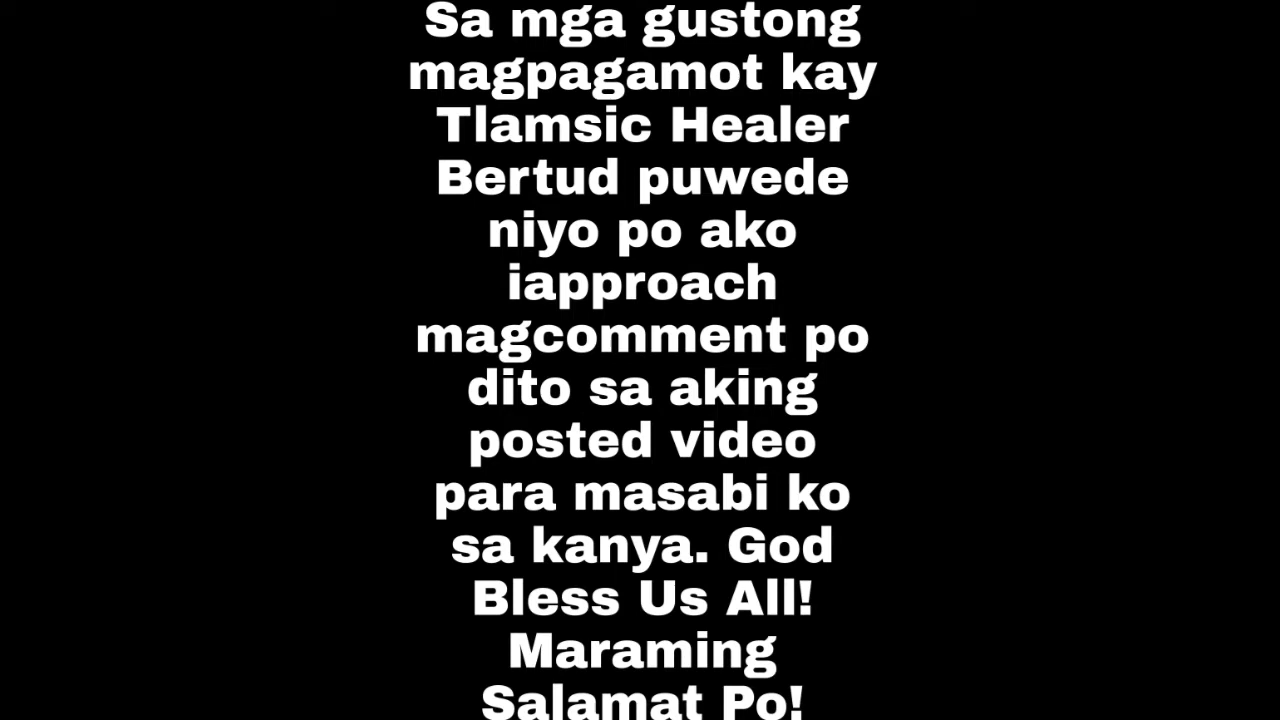 Sa mga gustong
magpagamot kay
Tlamsic Healer
Bertud puwede
niyo po ako
iapproach
magcomment po
dito sa aking
posted video
para masabi ko
sa kanya. God
Bless Us All!
Maraming
Salamat Po!